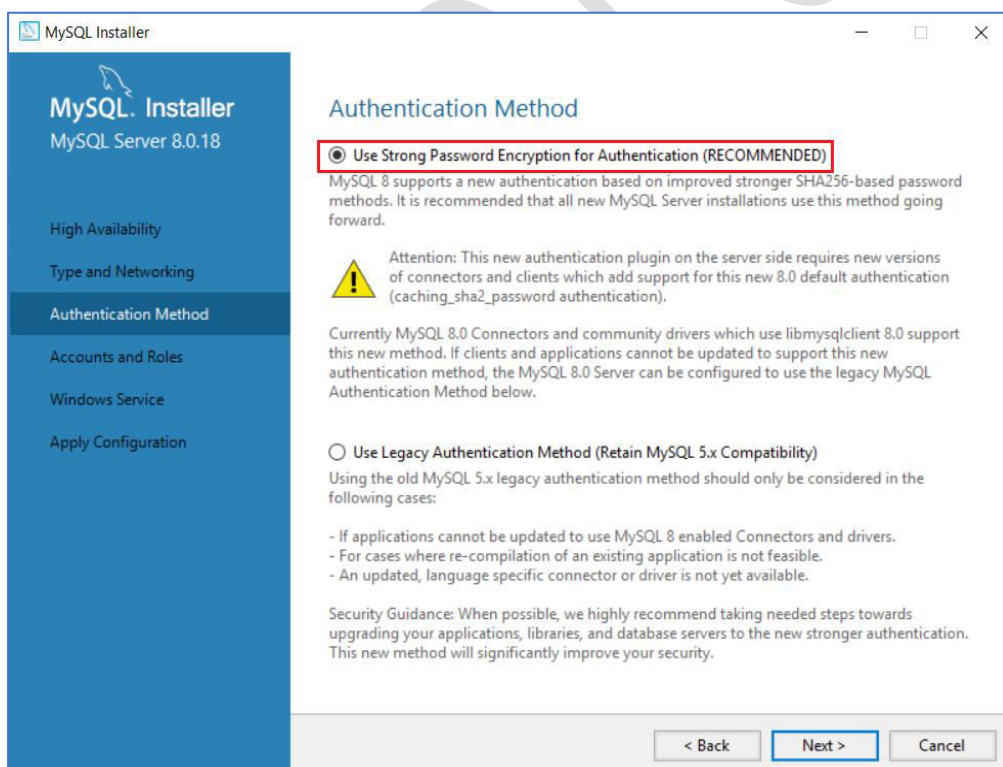 MySQL Installer
MySQL. Installer
MySQL Server 8.0.18
High Availability
Type and Networking
Authentication Method
Accounts and Roles
Windows Service
Apply Configuration
Authentication Method
Use Strong Password Encryption for Authentication (RECOMMENDED)
MySQL 8 supports a new authentication based on improved stronger SHA256-based password
methods. It is recommended that all new MySQL Server installations use this method going
forward.
Attention: This new authentication plugin on the server side requires new versions
of connectors and clients which add support for this new 8.0 default authentication
(caching_sha2_password authentication).
Currently MySQL 8.0 Connectors and community drivers which use libmysqlclient 8.0 support
this new method. If clients and applications cannot be updated to support this new
authentication method, the MySQL 8.0 Server can be configured to use the legacy MySQL
Authentication Method below.
Use Legacy Authentication Method (Retain MySQL 5.x Compatibility)
Using the old MySQL 5.x legacy authentication method should only be considered in the
following cases:
- If applications cannot be updated to use MySQL 8 enabled Connectors and drivers.
- For cases where re-compilation of an existing application is not feasible.
- An updated, language specific connector or driver is not yet available.
Security Guidance: When possible, we highly recommend taking needed steps towards
upgrading your applications, libraries, and database servers to the new stronger authentication.
This new method will significantly improve your security.
< Back
Next >
Cancel